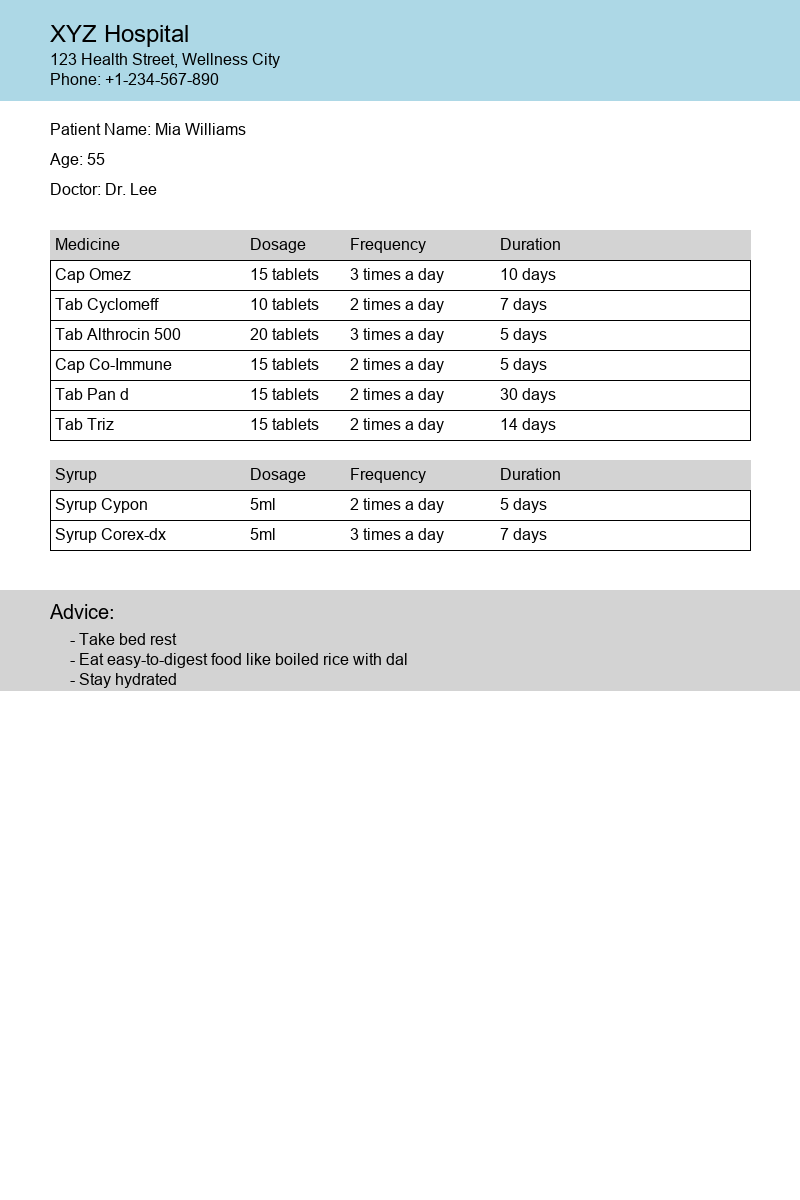 XYZ Hospital
123 Health Street, Wellness City
Phone: +1-234-567-890
Patient Name: Mia Williams
Age: 55
Doctor: Dr. Lee
Medicine Dosage Frequency Duration
Cap Omez 15 tablets 3 times a day 10 days
Tab Cyclomeff 10 tablets 2 times a day 7 days
Tab Althrocin 500 20 tablets 3 times a day 5 days
Cap Co-Immune 15 tablets 2 times a day 5 days
Tab Pan d 15 tablets 2 times a day 30 days
Tab Triz 15 tablets 2 times a day 14 days
Syrup Dosage Frequency Duration
Syrup Cypon 5ml 2 times a day 5 days
Syrup Corex-dx 5ml 3 times a day 7 days
Advice:
- Take bed rest
- Eat easy-to-digest food like boiled rice with dal
- Stay hydrated